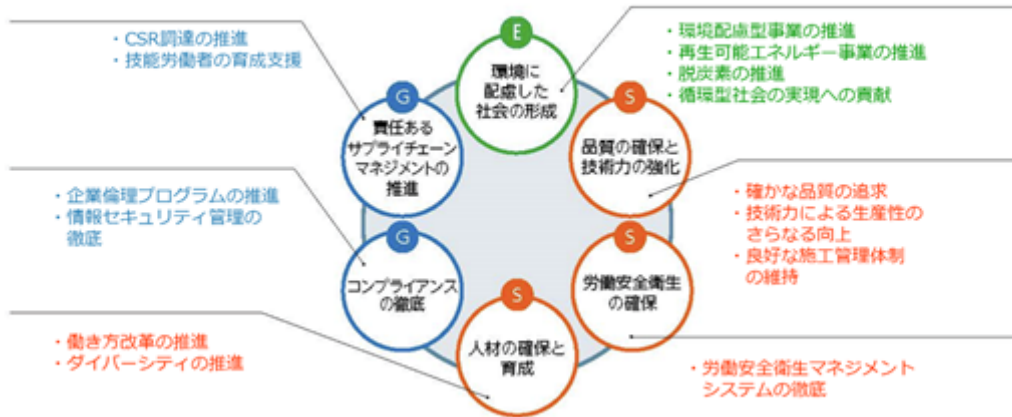 ・CSR調達の推進
・技能労働者の育成支援
E
環境に
配慮した
社会の形成
・環境配慮型事業の推進
・再生可能エネルギー事業の推進
・脱炭素の推進
・循環型社会の実現への貢献
G
責任ある
サプライチェーン
マネジメントの
推進
S
品質の確保と
技術力の強化
・企業倫理プログラムの推進
・情報セキュリティ管理の
徹底
・確かな品質の追求
・技術力による生産性の
さらなる向上
・良好な施工管理体制
の維持
G
コンプライアンス
の徹底
S
労働安全衛生
の確保
S
人材の確保と
育成
・働き方改革の推進
・ダイバーシティの推進
・労働安全衛生マネジメント
システムの徹底